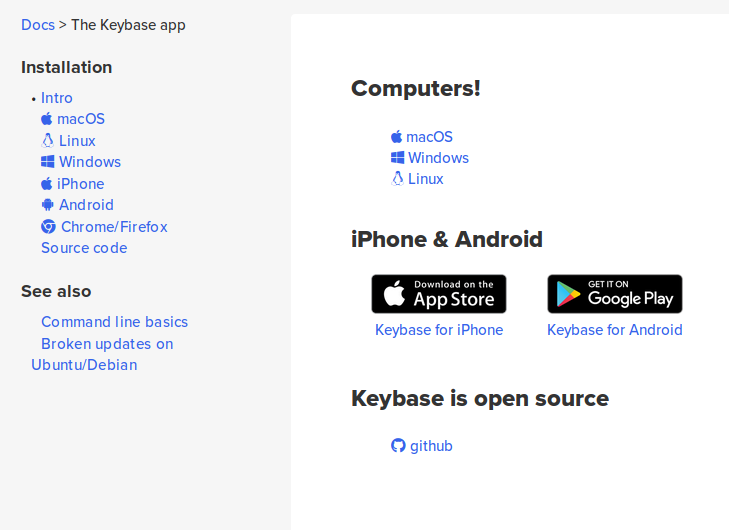 Docs > The Keybase app
Installation
• Intro
macOS
Linux
Windows
iPhone
Android
Chrome/Firefox
Source code
See also
Command line basics
Broken updates on
Ubuntu/Debian
Computers!
macOS
Windows
Linux
iPhone & Android
Download on the
App Store
Keybase for iPhone
GET IT ON
Google Play
Keybase for Android
Keybase is open source
github